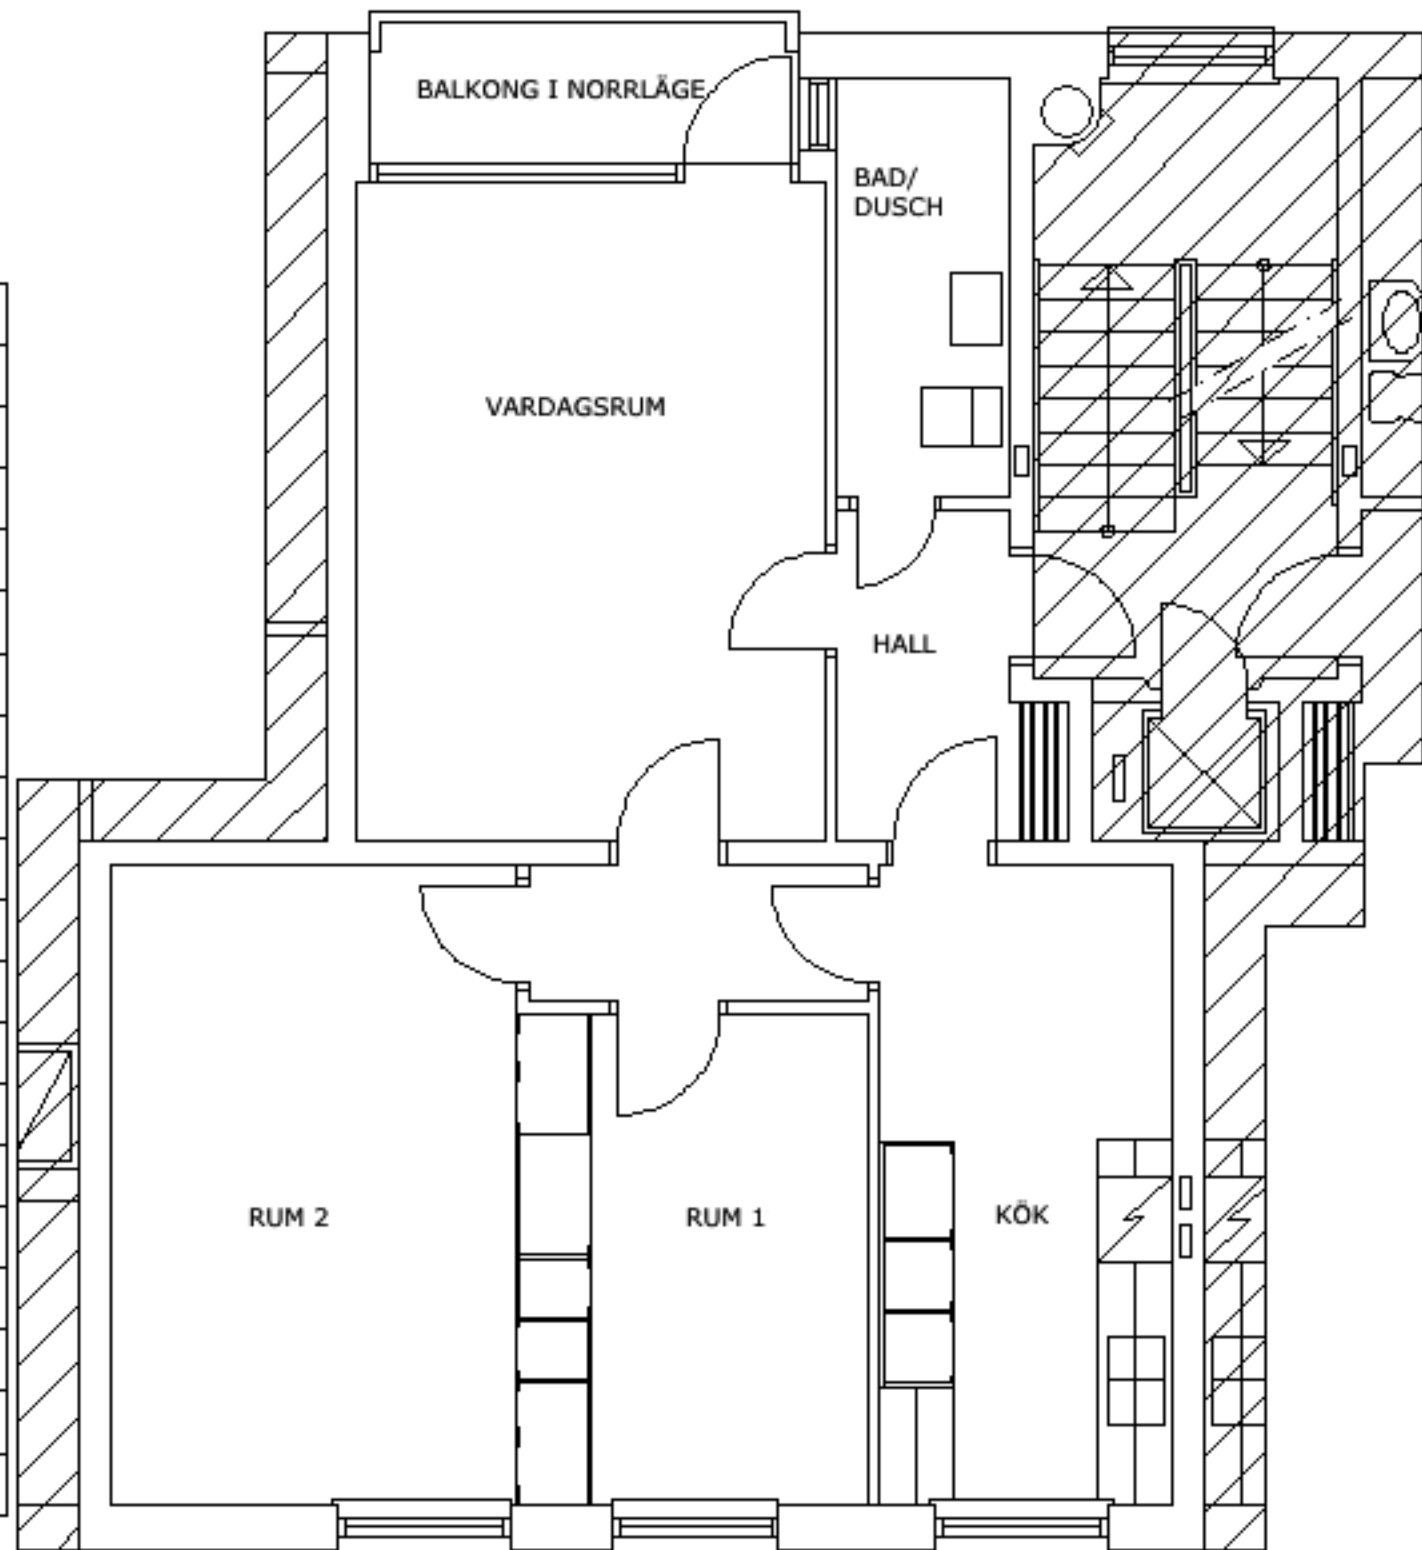 BALKONG I NORRLÄGE
BAD/
DUSCH
VARDAGSRUM
HALL
RUM 2
RUM 1
KÖK